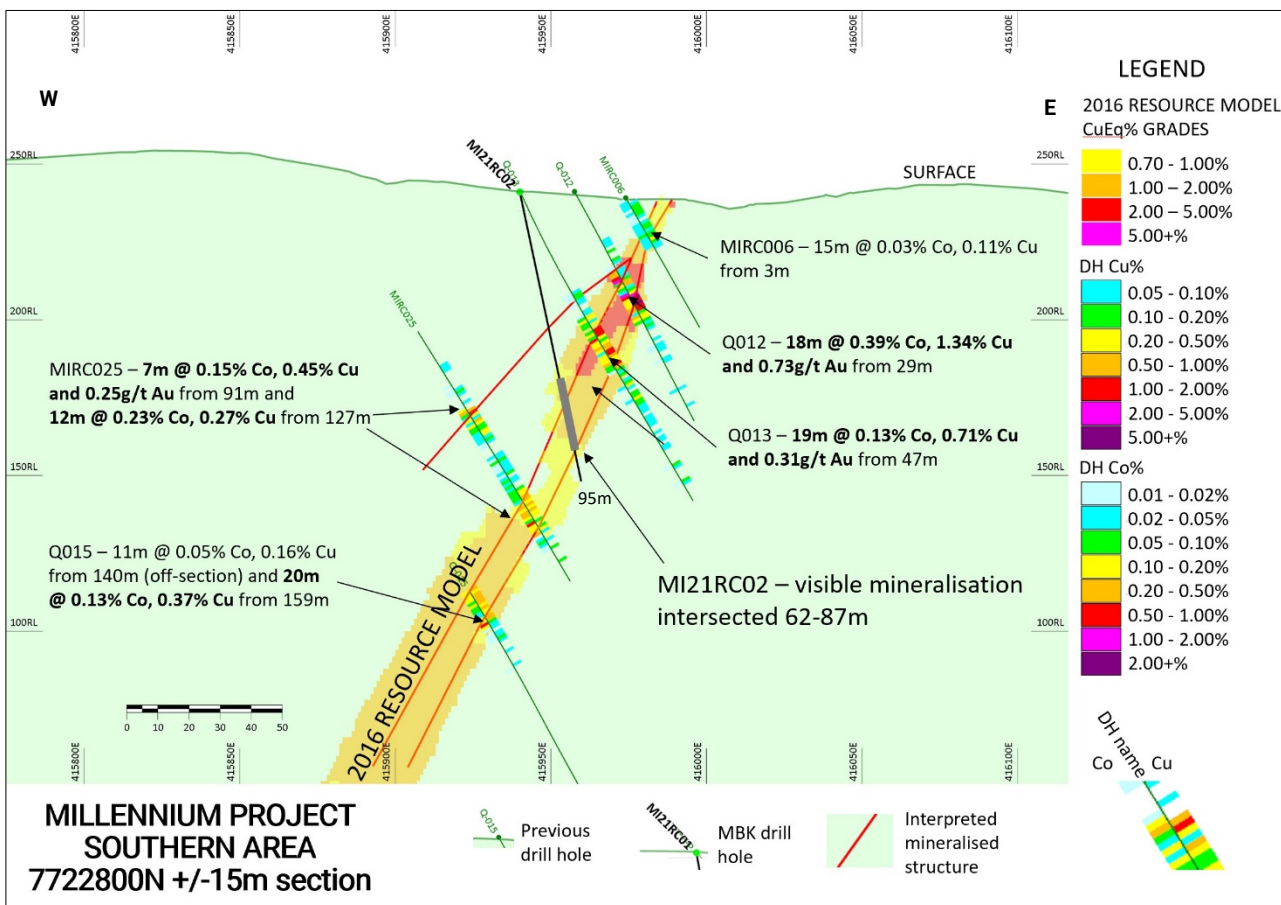 415800E
415850E
415900E
415950E
416000E
416050E
416100E
W
E
250RL
250RL
200RL
200RL
150RL
150RL
100RL
100RL
SURFACE
MI21RC02
Q-013
Q-012
MIRC006
MIRC025
MIRC006 – 15m @ 0.03% Co, 0.11% Cu
from 3m
Q012 – 18m @ 0.39% Co, 1.34% Cu
and 0.73g/t Au from 29m
Q013 – 19m @ 0.13% Co, 0.71% Cu
and 0.31g/t Au from 47m
MIRC025 – 7m @ 0.15% Co, 0.45% Cu
and 0.25g/t Au from 91m and
12m @ 0.23% Co, 0.27% Cu from 127m
95m
MI21RC02 – visible mineralisation
intersected 62-87m
Q015 – 11m @ 0.05% Co, 0.16% Cu
from 140m (off-section) and 20m
@ 0.13% Co, 0.37% Cu from 159m
2016 RESOURCE MODEL
0 10 20 30 40 50
415800E
415850E
415900E
415950E
416000E
416050E
416100E
LEGEND
2016 RESOURCE MODEL
CuEq% GRADES
0.70 - 1.00%
1.00 – 2.00%
2.00 – 5.00%
5.00+%
DH Cu%
0.05 - 0.10%
0.10 - 0.20%
0.20 - 0.50%
0.50 - 1.00%
1.00 - 2.00%
2.00 - 5.00%
5.00+%
DH Co%
0.01 - 0.02%
0.02 - 0.05%
0.05 - 0.10%
0.10 - 0.20%
0.20 - 0.50%
0.50 - 1.00%
1.00 - 2.00%
2.00+%
DH name
Co Cu
MILLENNIUM PROJECT
SOUTHERN AREA
7722800N +/-15m section
Q-015
Previous
drill hole
MI21RC01
MBK drill
hole
Interpreted
mineralised
structure